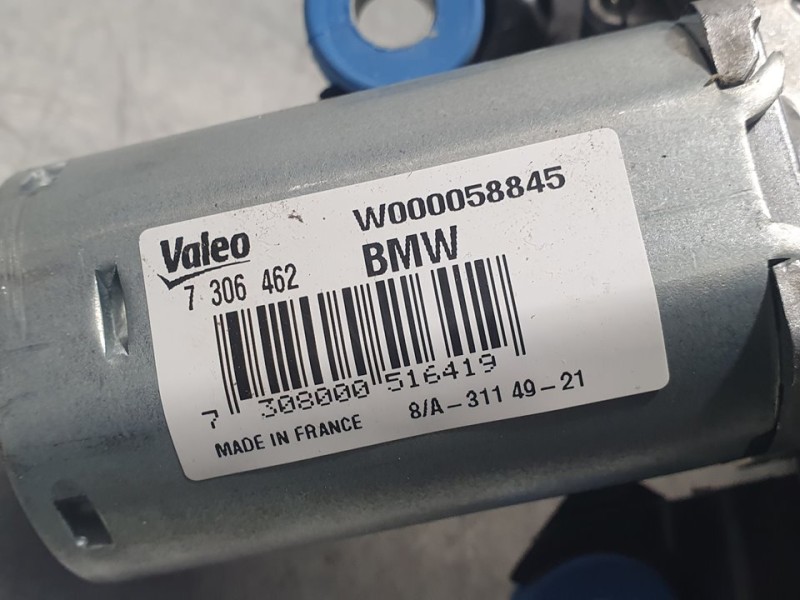 Valeo W000058845
7 306 462 BMW
7 308000 516419
MADE IN FRANCE 8/A-311 49-21